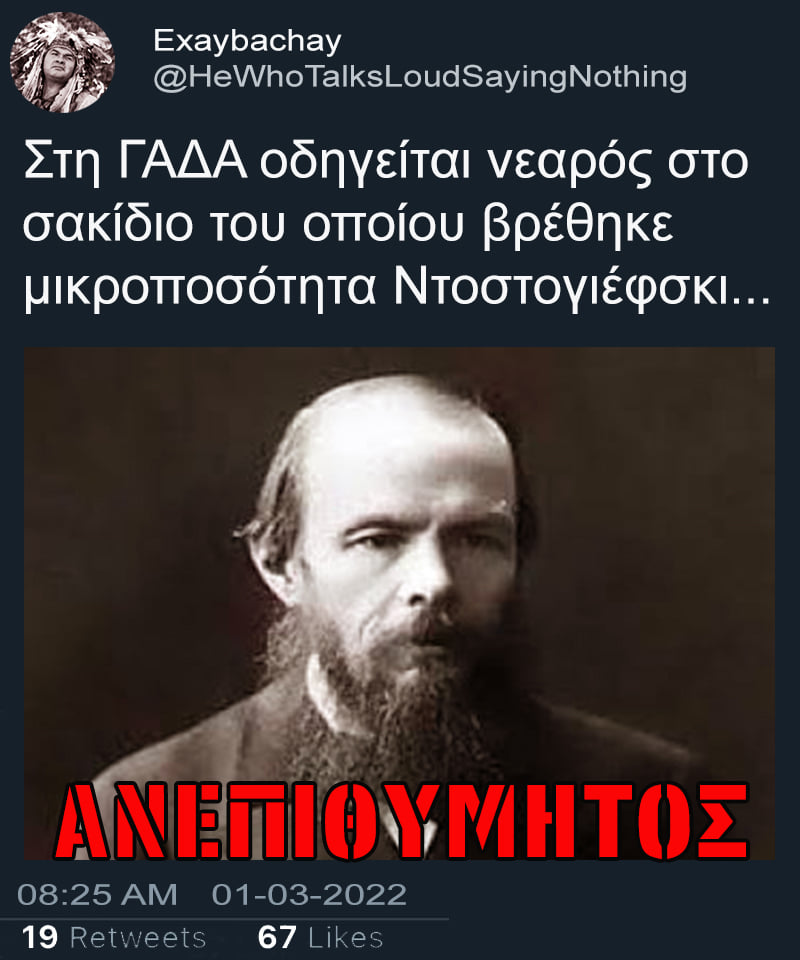 Exaybachay
@HeWhoTalksLoudSayingNothing
Στη ΓΑΔΑ οδηγείται νεαρός στο
σακίδιο του οποίου βρέθηκε
μικροποσότητα Ντοστογιέφσκι...
ΑΝΕΠΙΘΥΜΗΤΟΣ
08:25 AM 01-03-2022
19 Retweets 67 Likes